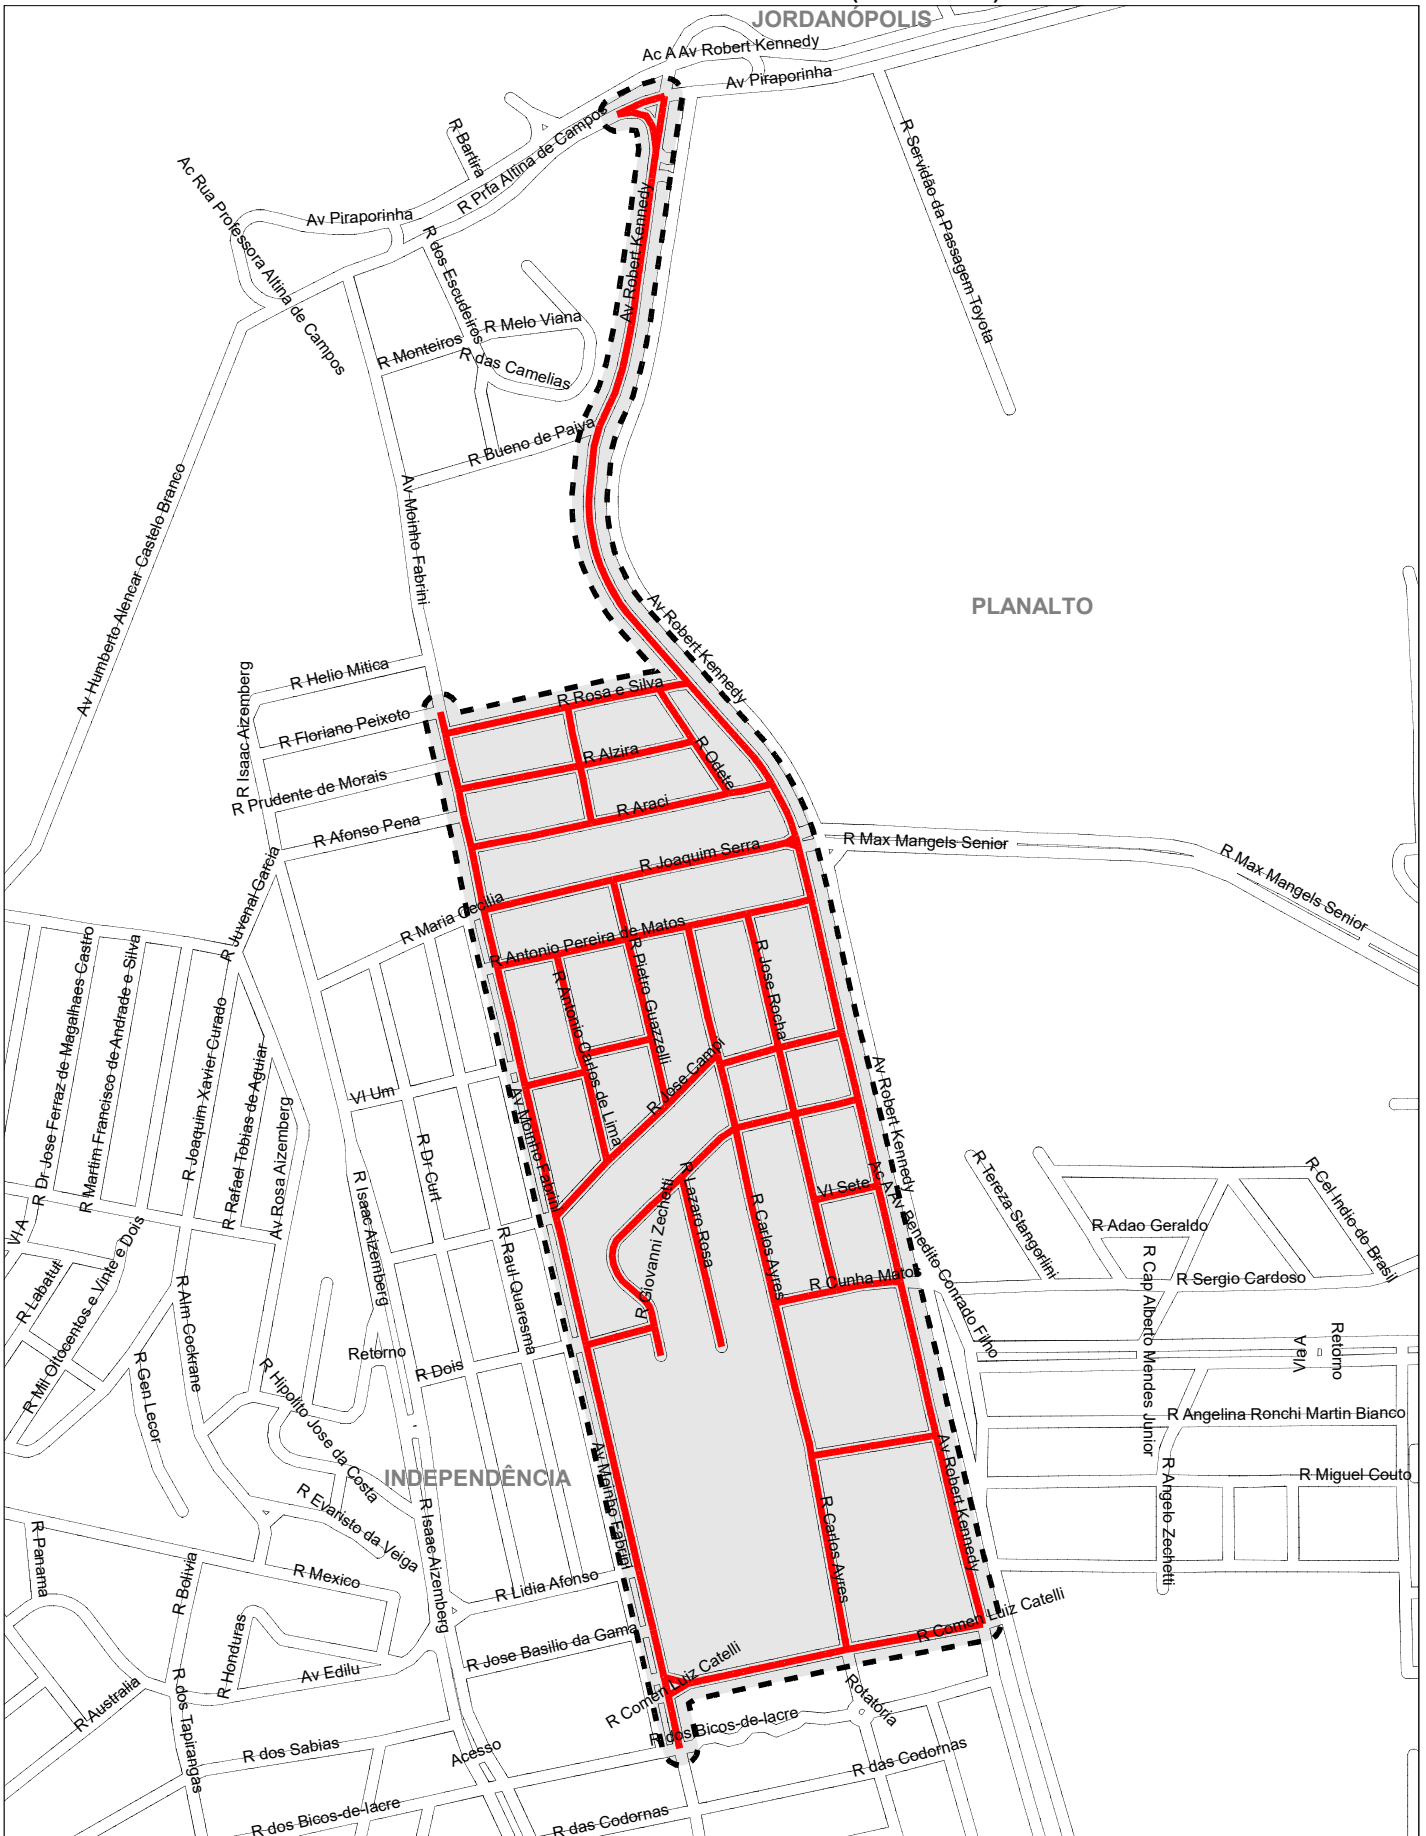 JORDANÓPOLIS
Ac A Av Robert Kennedy
Av Piraporinha
R Bartira
R Prfa Altina de Campos
R Servidão da Passagem Toyota
Ac Rua Professora Altina de Campos
Av Piraporinha
R dos Escudeiros
Av Robert Kennedy
R Melo Viana
R Monteiros
R das Camelias
R Bueno de Paiva
Av Humberto Alencar Castelo Branco
Av Moinho Fabrini
Av Robert Kennedy
PLANALTO
R Helio Mitica
R Isaac Aizemberg
R Floriano Peixoto
R Rosa e Silva
R Alzira
R Odete
R Prudente de Morais
R Araci
R Afonso Pena
R Joaquim Serra
R Max Mangels Senior
R Max Mangels Senior
R Juvenal Garcia
R Maria Cecilia
R Antonio Pereira de Matos
R Dr Jose Ferraz de Magalhaes Castro
R Martim Francisco de Andrade e Silva
R Joaquim Xavier Curado
R Rafael Tobias de Aguiar
Av Rosa Aizemberg
R Antonio Carlos de Lima
R Pietro Guazzelli
R Jose Rocha
R Jose Campi
VI Um
R Dr Curt
Av Moinho Fabrini
Av Robert Kennedy
R Isaac Aizemberg
R Raul Quaresma
R Giovanni Zechetti
R Lazaro Rosa
R Carlos Ayres
VI Sete
Ac A Av Benedito Conrado Filho
R Tereza Stangorlini
R Cel Indio do Brasil
R Adao Geraldo
R Cap Alberto Mendes Junior
R Sergio Cardoso
R Cunha Matos
VI A
R Labatut
R Mil Oitocentos e Vinte e Dois
R Alm Cockrane
R Gen Lecor
R Hipolito Jose da Costa
Retorno
R Dois
Via A
Retorno
R Angelina Ronchi Martin Bianco
INDEPENDÊNCIA
Av Moinho Fabrini
Av Robert Kennedy
R Miguel Couto
R Angelo Zechetti
R Evaristo da Veiga
R Isaac Aizemberg
R Carlos Ayres
R Panama
R Bolivia
R Mexico
R Lidia Afonso
R Comen Luiz Catelli
R Honduras
R Jose Basilio da Gama
Av Edilu
R Comen Luiz Catelli
R Australia
R dos Tapirangas
Rotatória
R dos Bicos-de-lacre
R dos Sabias
Acesso
R das Codornas
R dos Bicos-de-lacre
R das Codornas